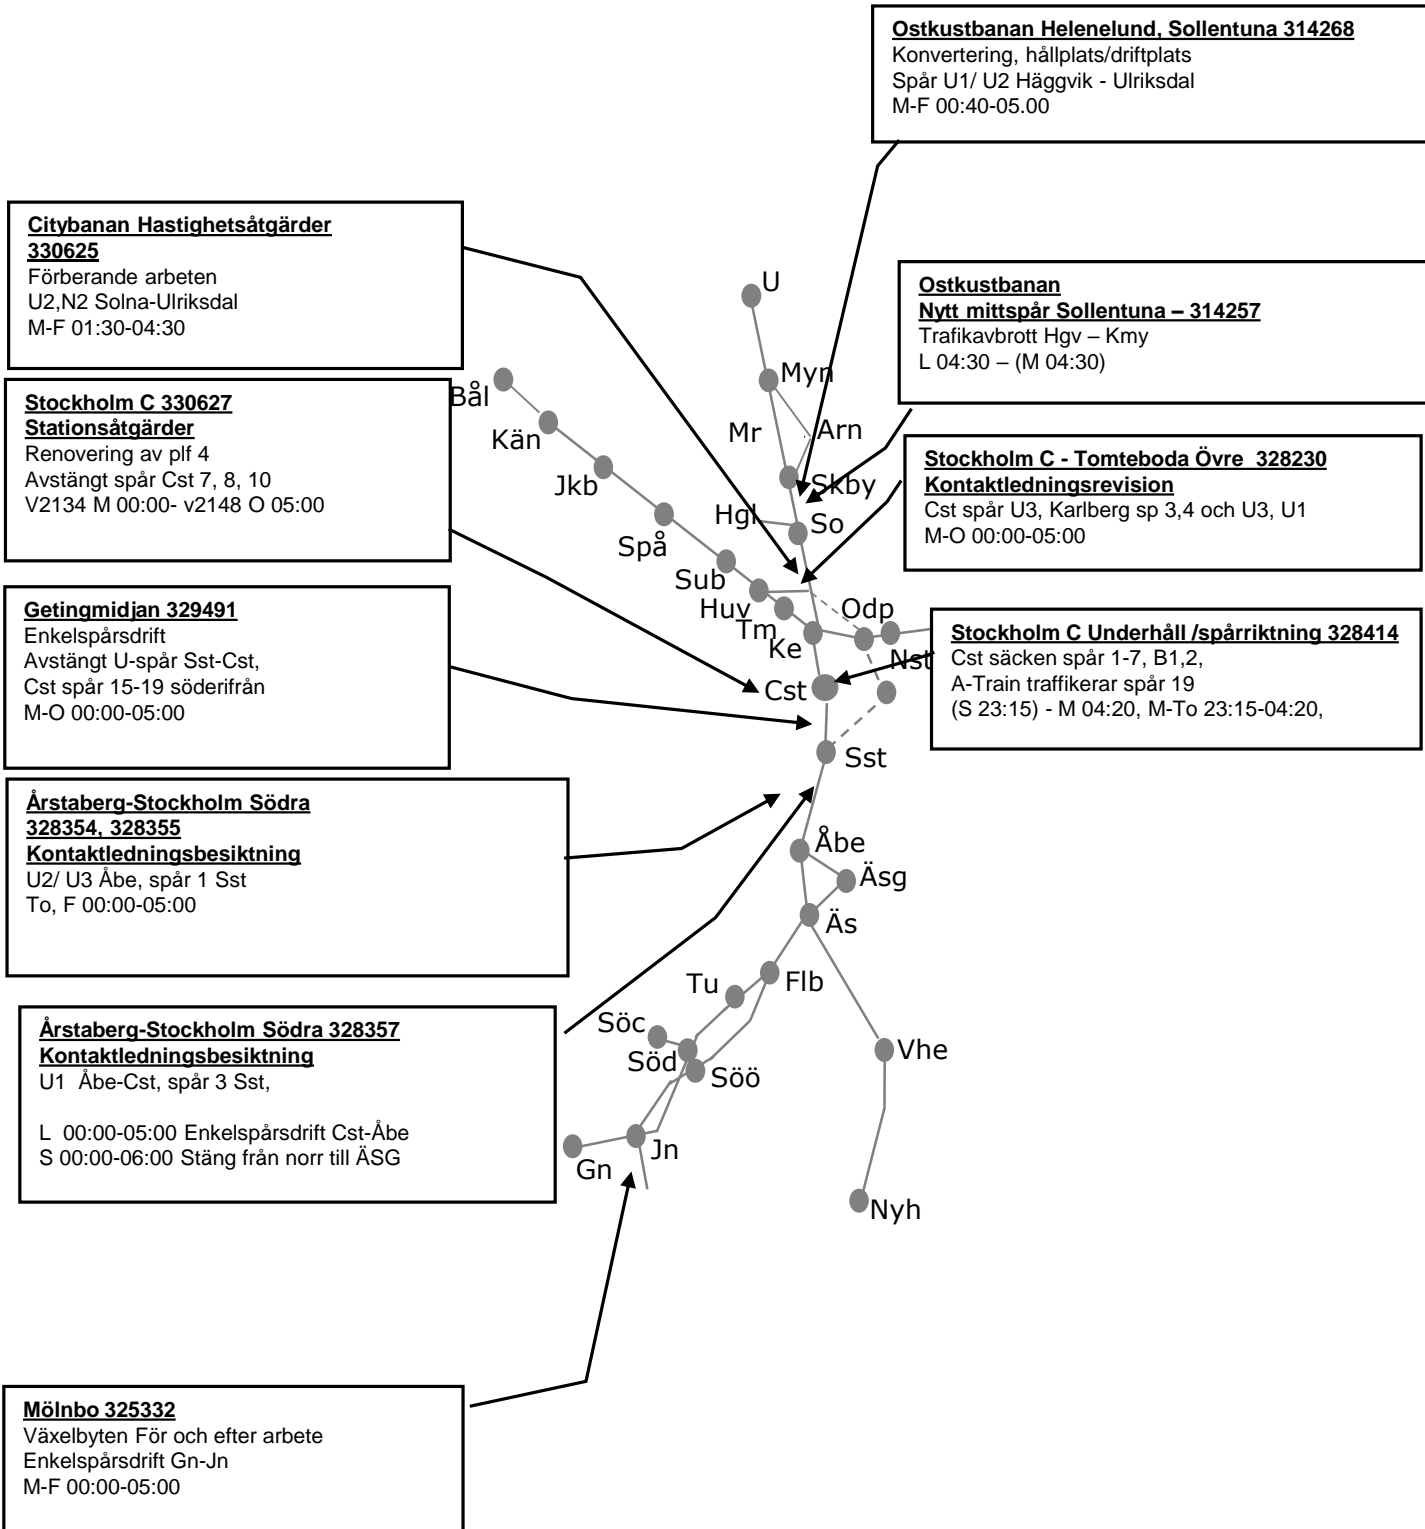 Ostkustbanan Helenelund, Sollentuna 314268
Konvertering, hållplats/driftplats
Spår U1/ U2 Häggvik - Ulriksdal
M-F 00:40-05.00
Citybanan Hastighetsåtgärder
330625
Förberande arbeten
U2,N2 Solna-Ulriksdal
M-F 01:30-04:30
Ostkustbanan
Nytt mittspår Sollentuna – 314257
Trafikavbrott Hgv – Kmy
L 04:30 – (M 04:30)
Stockholm C 330627
Stationsåtgärder
Renovering av plf 4
Avstängt spår Cst 7, 8, 10
V2134 M 00:00- v2148 O 05:00
Stockholm C - Tomteboda Övre  328230
Kontaktledningsrevision
Cst spår U3, Karlberg sp 3,4 och U3, U1
M-O 00:00-05:00
Getingmidjan 329491
Enkelspårsdrift
Avstängt U-spår Sst-Cst,
Cst spår 15-19 söderifrån
M-O 00:00-05:00
Stockholm C Underhåll /spårriktning 328414
Cst säcken spår 1-7, B1,2,
A-Train traffikerar spår 19
(S 23:15) - M 04:20, M-To 23:15-04:20,
Årstaberg-Stockholm Södra
328354, 328355
Kontaktledningsbesiktning
U2/ U3 Åbe, spår 1 Sst
To, F 00:00-05:00
Årstaberg-Stockholm Södra 328357
Kontaktledningsbesiktning
U1  Åbe-Cst, spår 3 Sst,
L  00:00-05:00 Enkelspårsdrift Cst-Åbe
S 00:00-06:00 Stäng från norr till ÄSG
Mölnbo 325332
Växelbyten För och efter arbete
Enkelspårsdrift Gn-Jn
M-F 00:00-05:00
U
Myn
Bål
Kän
Mr
Arn
Jkb
Skby
Hgl
So
Spå
Sub
Huv
Odp
Tm
Ke
Nst
Cst
Sst
Åbe
Äsg
Äs
Tu
Flb
Söc
Söd
Söö
Vhe
Jn
Gn
Nyh